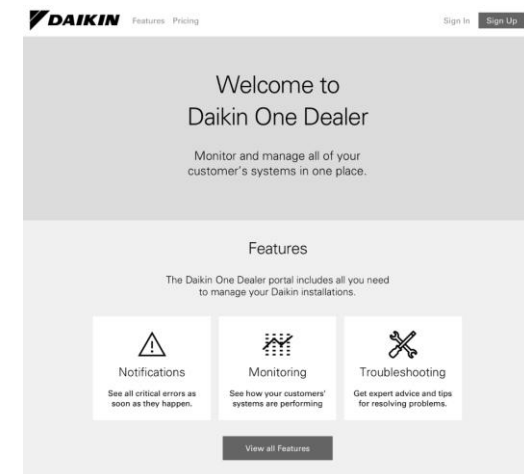 DAIKIN Features Pricing Sign In Sign Up
Welcome to
Daikin One Dealer
Monitor and manage all of your
customer's systems in one place.
Features
The Daikin One Dealer portal includes all you need
to manage your Daikin installations.
Notifications
See all critical errors as
soon as they happen.
Monitoring
See how your customers'
systems are performing
Troubleshooting
Get expert advice and tips
for resolving problems.
View all Features